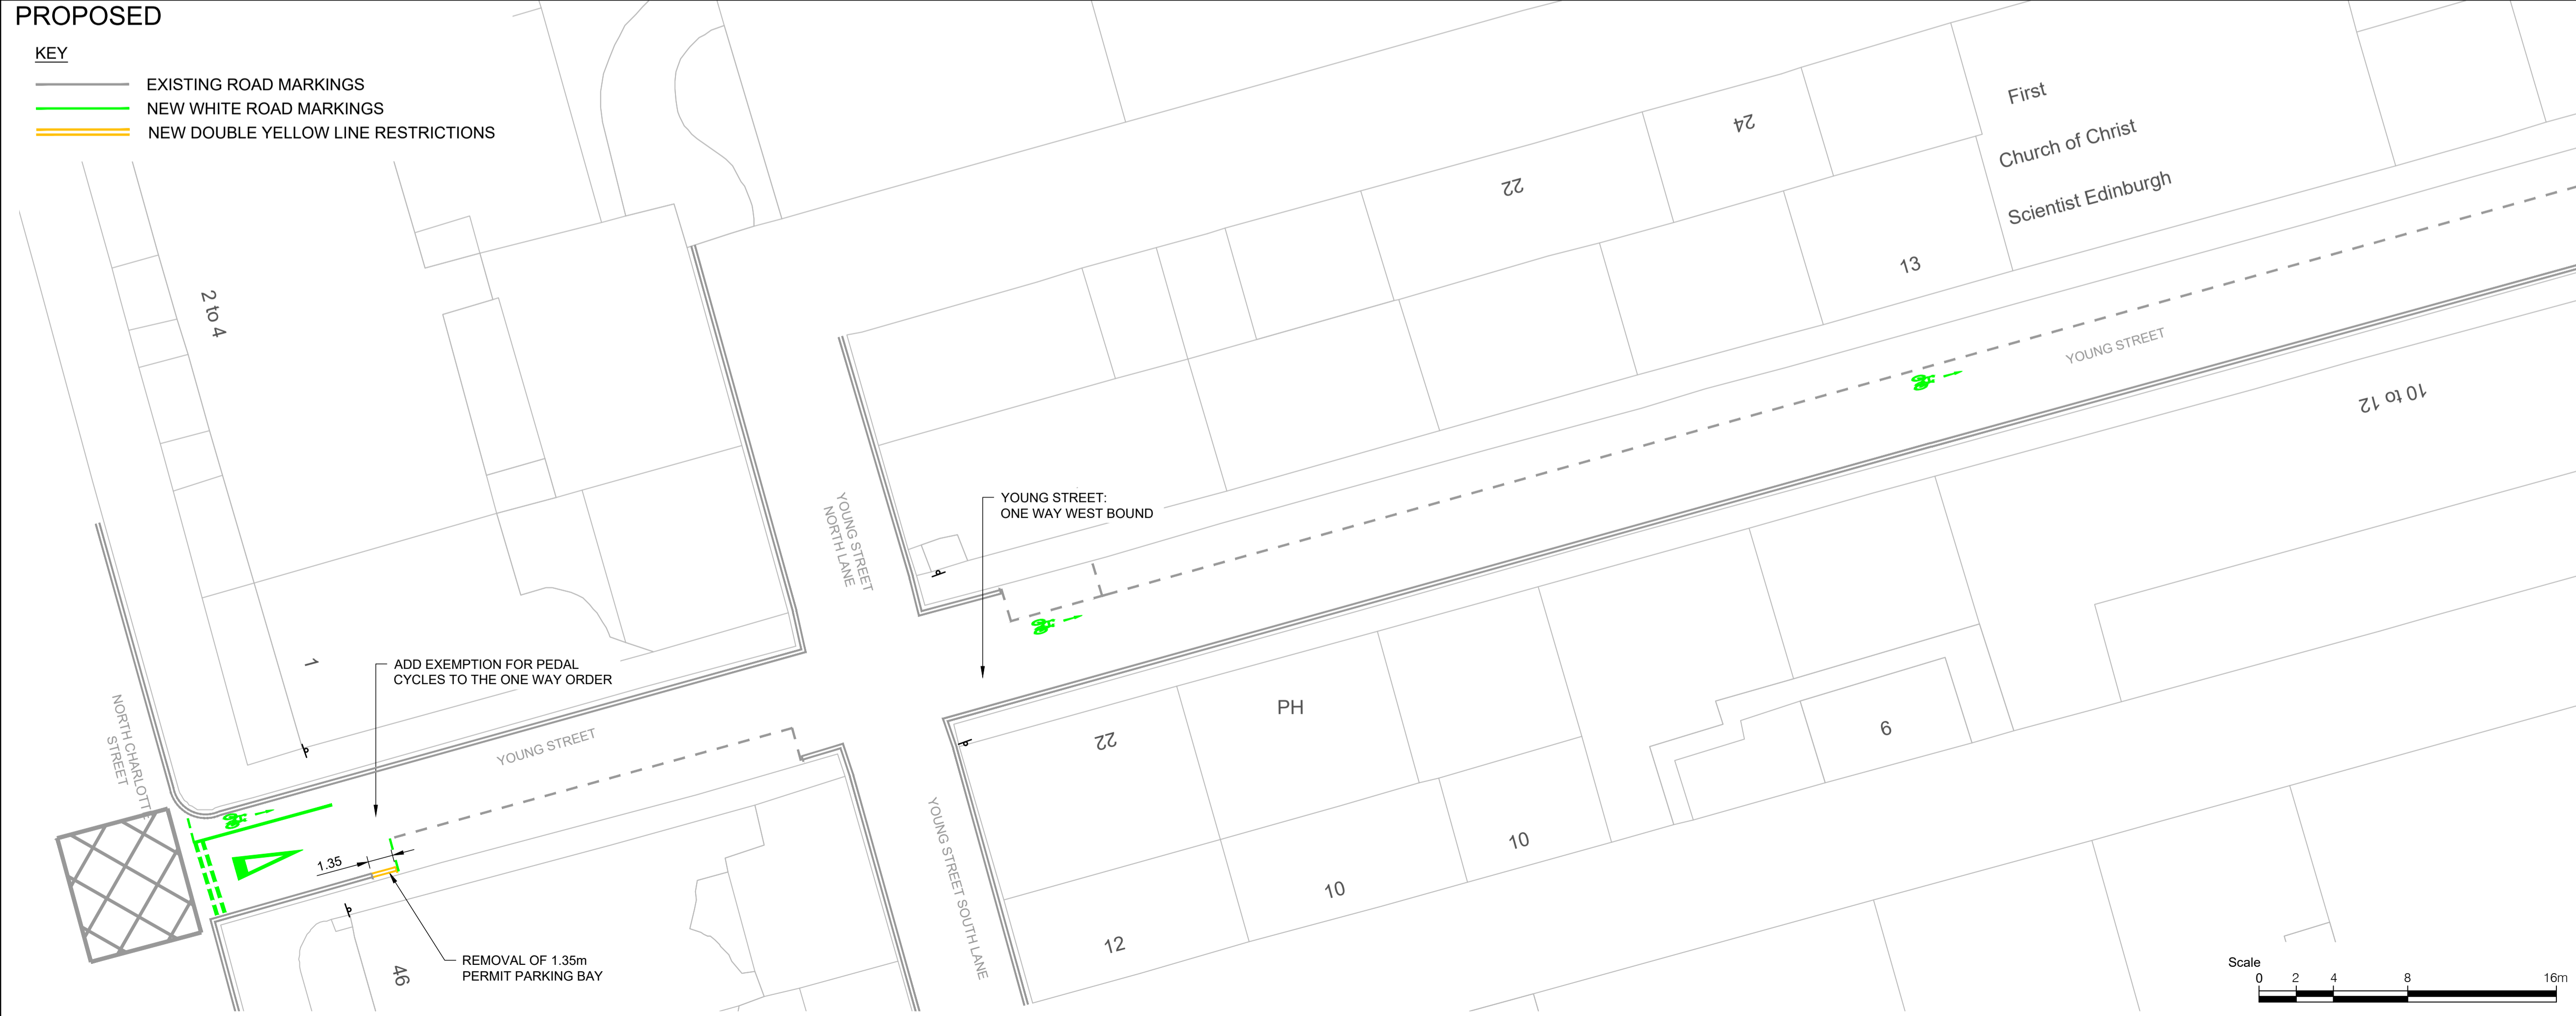 PROPOSED
KEY
EXISTING ROAD MARKINGS
NEW WHITE ROAD MARKINGS
NEW DOUBLE YELLOW LINE RESTRICTIONS
First
Church of Christ
Scientist Edinburgh
24
22
13
2 to 4
YOUNG STREET
10 to 12
YOUNG STREET
NORTH LANE
YOUNG STREET:
ONE WAY WEST BOUND
1
ADD EXEMPTION FOR PEDAL
CYCLES TO THE ONE WAY ORDER
NORTH CHARLOTTE
STREET
YOUNG STREET
PH
22
6
1.35
10
10
12
YOUNG STREET SOUTH LANE
46
REMOVAL OF 1.35m
PERMIT PARKING BAY
Scale
0 2 4 8 16m